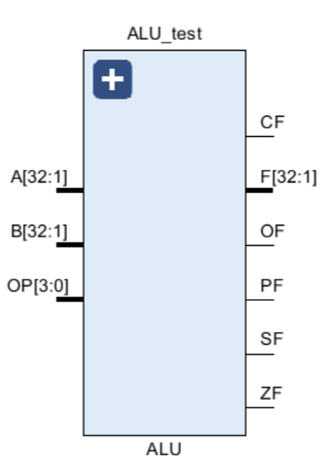 ALU_test
CF
A[32:1] F[32:1]
B[32:1] OF
OP[3:0] PF
SF
ZF
ALU